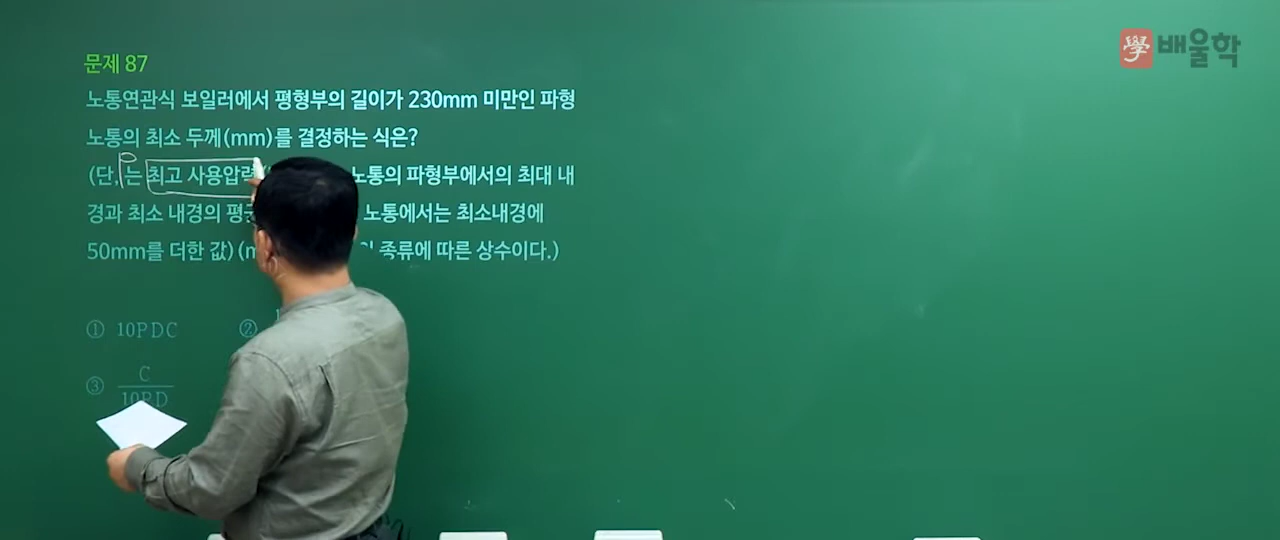 學 배울학
문제 87
노통연관식 보일러에서 평형부의 길이가 230mm 미만인 파형
노통의 최소 두께(mm)를 결정하는 식은?
(단, P는 최고 사용압력 노통의 파형부에서의 최대 내
경과 최소 내경의 노통에서는 최소내경에
50mm를 더한 값) 종류에 따른 상수이다.)
① 10PDC ②
③ C
10PD